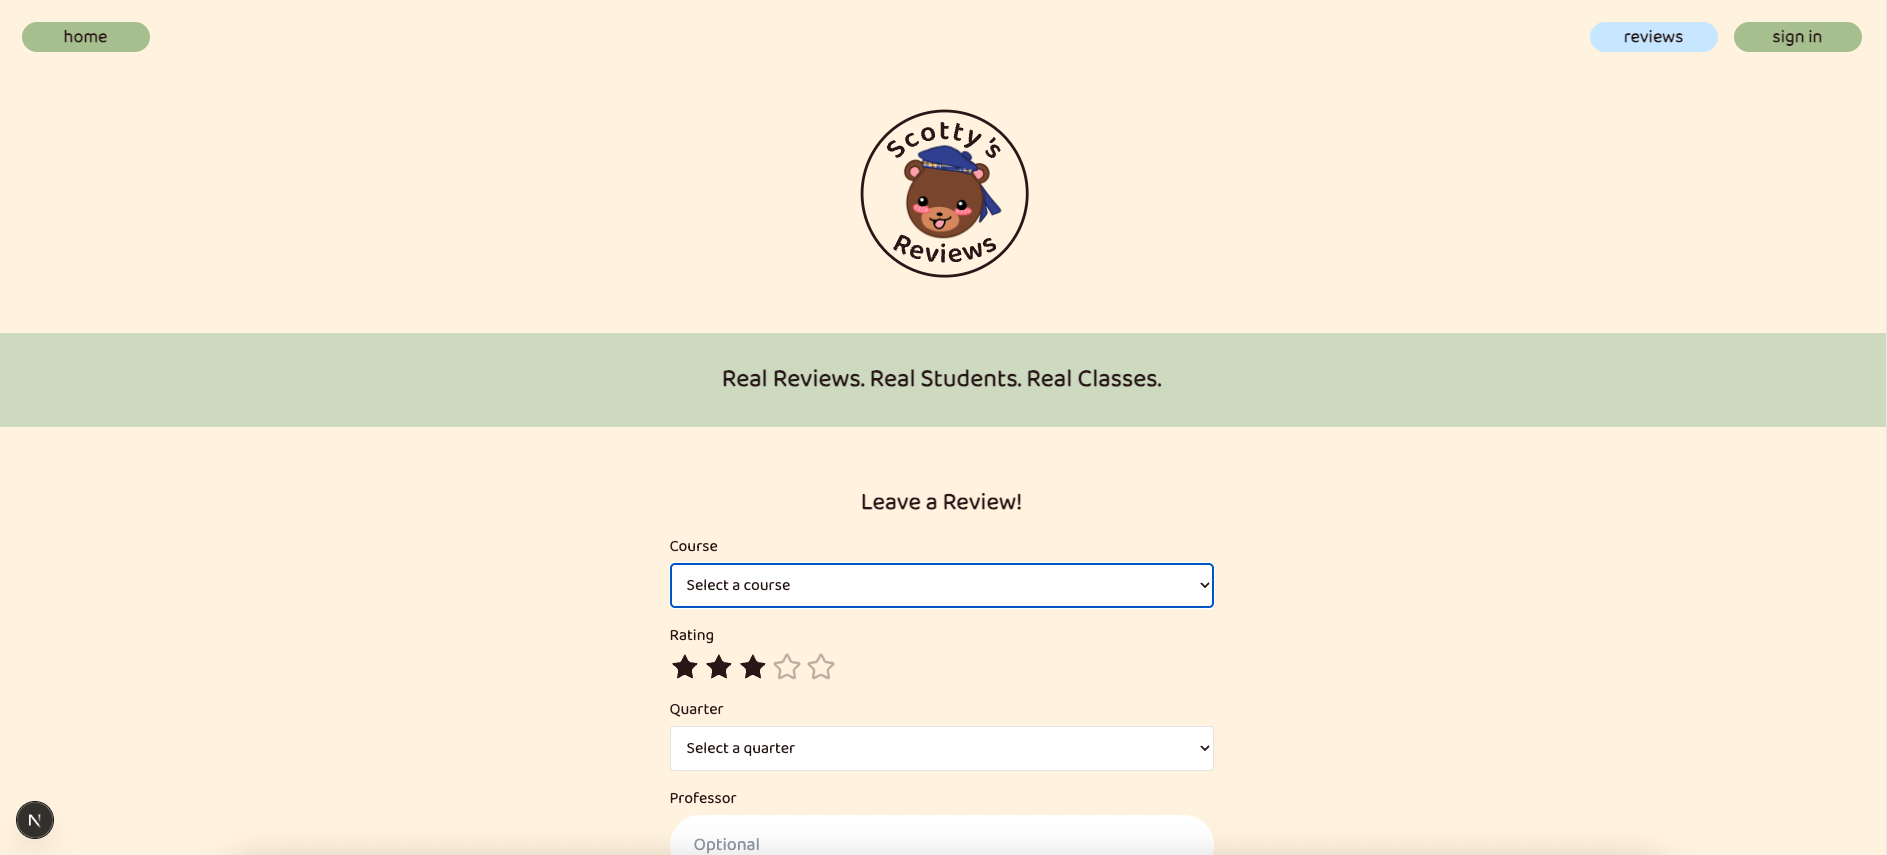 home
reviews
sign in
Scotty's
Reviews
Real Reviews. Real Students. Real Classes.
Leave a Review!
Course
Select a course
Rating
Quarter
Select a quarter
Professor
Optional
N